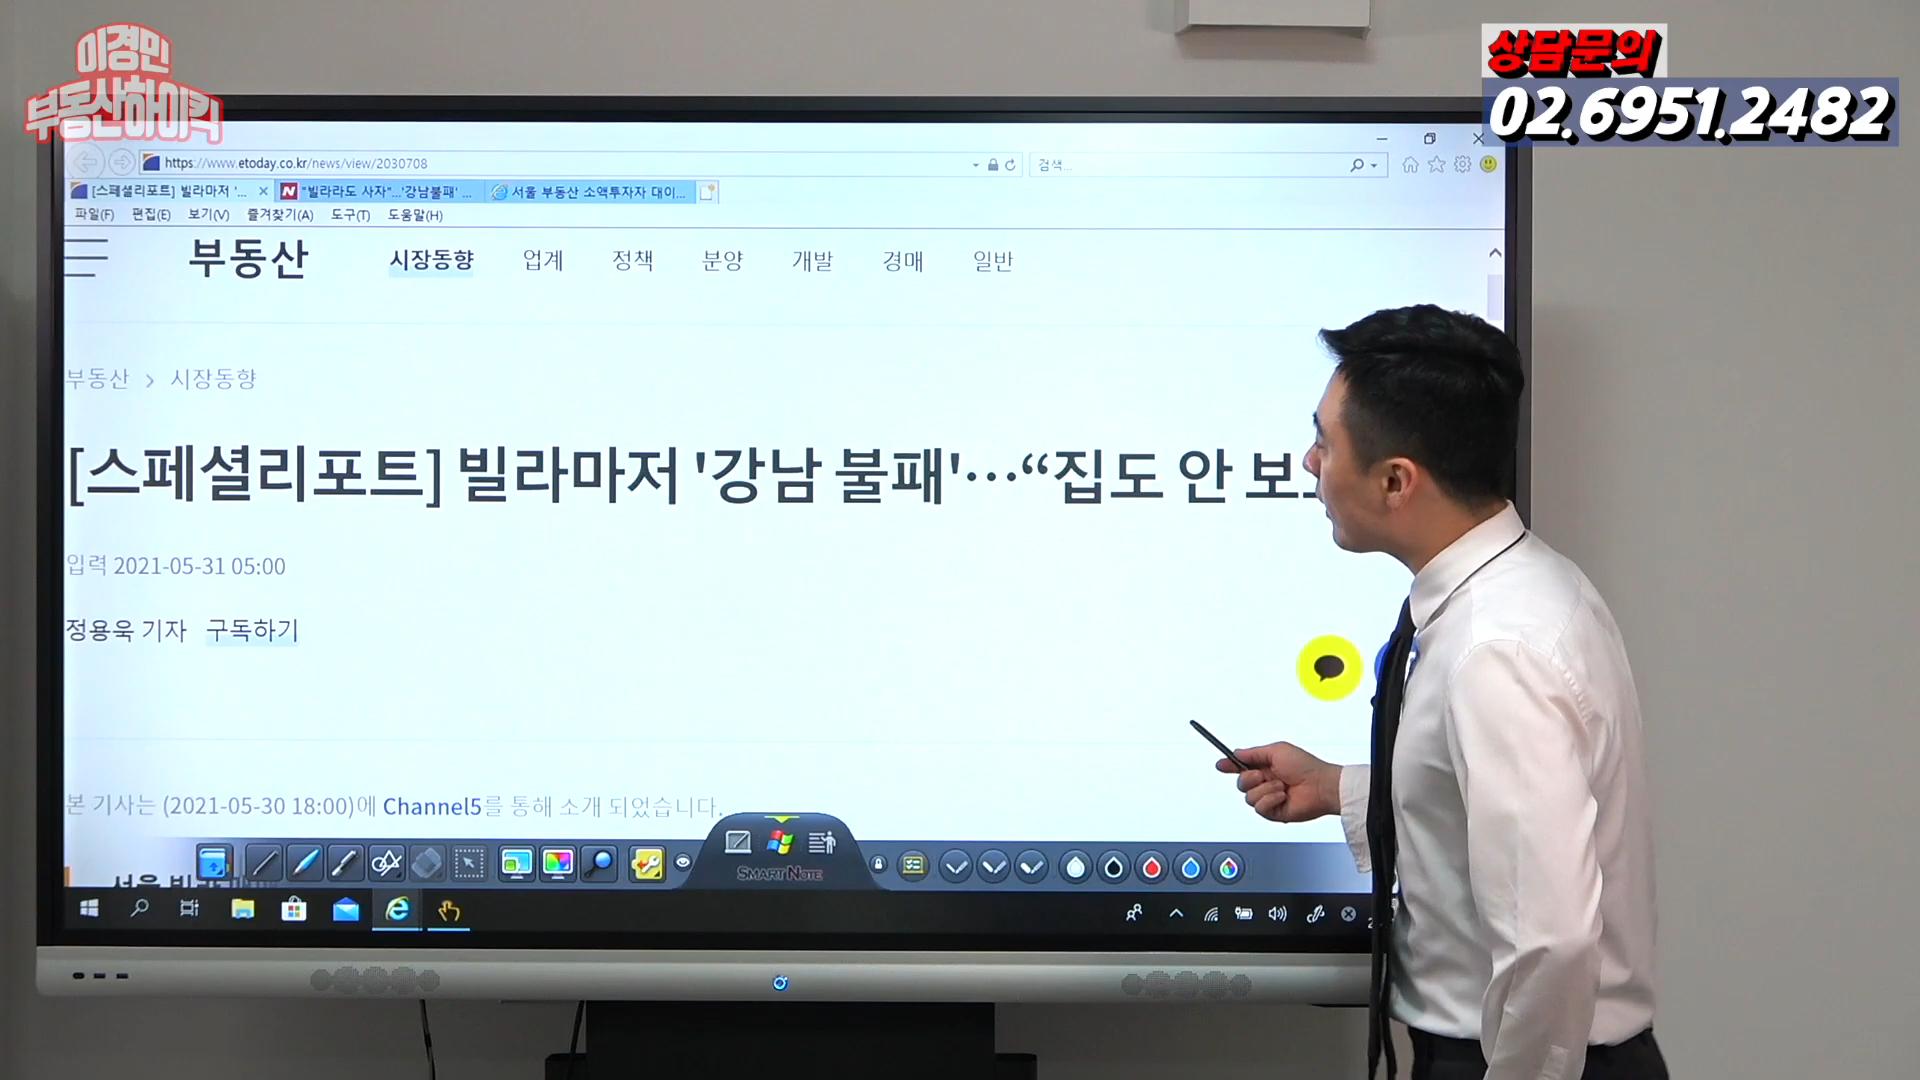 이경민
부동산하이킥
상담문의
02.6951.2482
https://www.etoday.co.kr/news/view/2030708
검색...
[스페셜리포트] 빌라마저 '...
"빌라라도 사자"...'강남불패' ...
서울 부동산 소액투자자 대이...
파일(F) 편집(E) 보기(V) 즐겨찾기(A) 도구(T) 도움말(H)
부동산 시장동향 업계 정책 분양 개발 경매 일반
부동산 > 시장동향
[스페셜리포트] 빌라마저 '강남 불패'…“집도 안 보
입력 2021-05-31 05:00
정용욱 기자 구독하기
본 기사는 (2021-05-30 18:00)에 Channel5를 통해 소개 되었습니다.
SMART NOTE